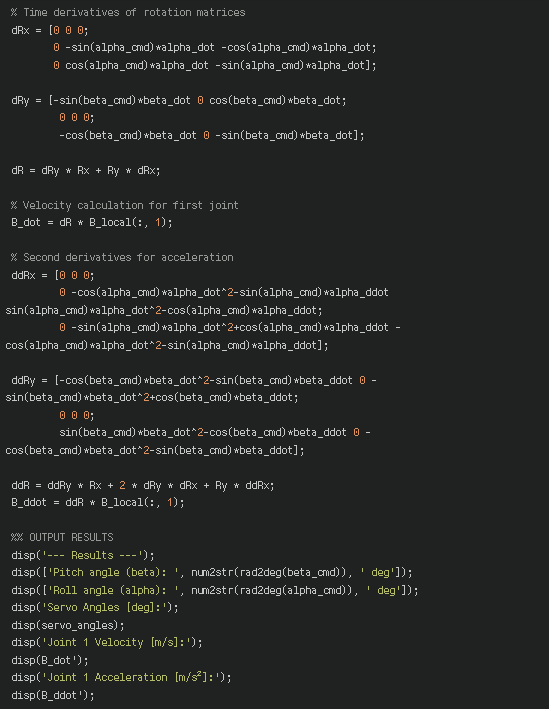 % Time derivatives of rotation matrices
dRx = [0 0 0;
0 -sin(alpha_cmd)*alpha_dot -cos(alpha_cmd)*alpha_dot;
0 cos(alpha_cmd)*alpha_dot -sin(alpha_cmd)*alpha_dot];
dRy = [-sin(beta_cmd)*beta_dot 0 cos(beta_cmd)*beta_dot;
0 0 0;
-cos(beta_cmd)*beta_dot 0 -sin(beta_cmd)*beta_dot];
dR = dRy * Rx + Ry * dRx;
% Velocity calculation for first joint
B_dot = dR * B_local(:, 1);
% Second derivatives for acceleration
ddRx = [0 0 0;
0 -cos(alpha_cmd)*alpha_dot^2-sin(alpha_cmd)*alpha_ddot
sin(alpha_cmd)*alpha_dot^2-cos(alpha_cmd)*alpha_ddot;
0 -sin(alpha_cmd)*alpha_dot^2+cos(alpha_cmd)*alpha_ddot -
cos(alpha_cmd)*alpha_dot^2-sin(alpha_cmd)*alpha_ddot];
ddRy = [-cos(beta_cmd)*beta_dot^2-sin(beta_cmd)*beta_ddot 0 -
sin(beta_cmd)*beta_dot^2+cos(beta_cmd)*beta_ddot;
0 0 0;
sin(beta_cmd)*beta_dot^2-cos(beta_cmd)*beta_ddot 0 -
cos(beta_cmd)*beta_dot^2-sin(beta_cmd)*beta_ddot];
ddR = ddRy * Rx + 2 * dRy * dRx + Ry * ddRx;
B_ddot = ddR * B_local(:, 1);
%% OUTPUT RESULTS
disp('--- Results ---');
disp(['Pitch angle (beta): ', num2str(rad2deg(beta_cmd)), ' deg']);
disp(['Roll angle (alpha): ', num2str(rad2deg(alpha_cmd)), ' deg']);
disp('Servo Angles [deg]:');
disp(servo_angles);
disp('Joint 1 Velocity [m/s]:');
disp(B_dot');
disp('Joint 1 Acceleration [m/s²]:');
disp(B_ddot');